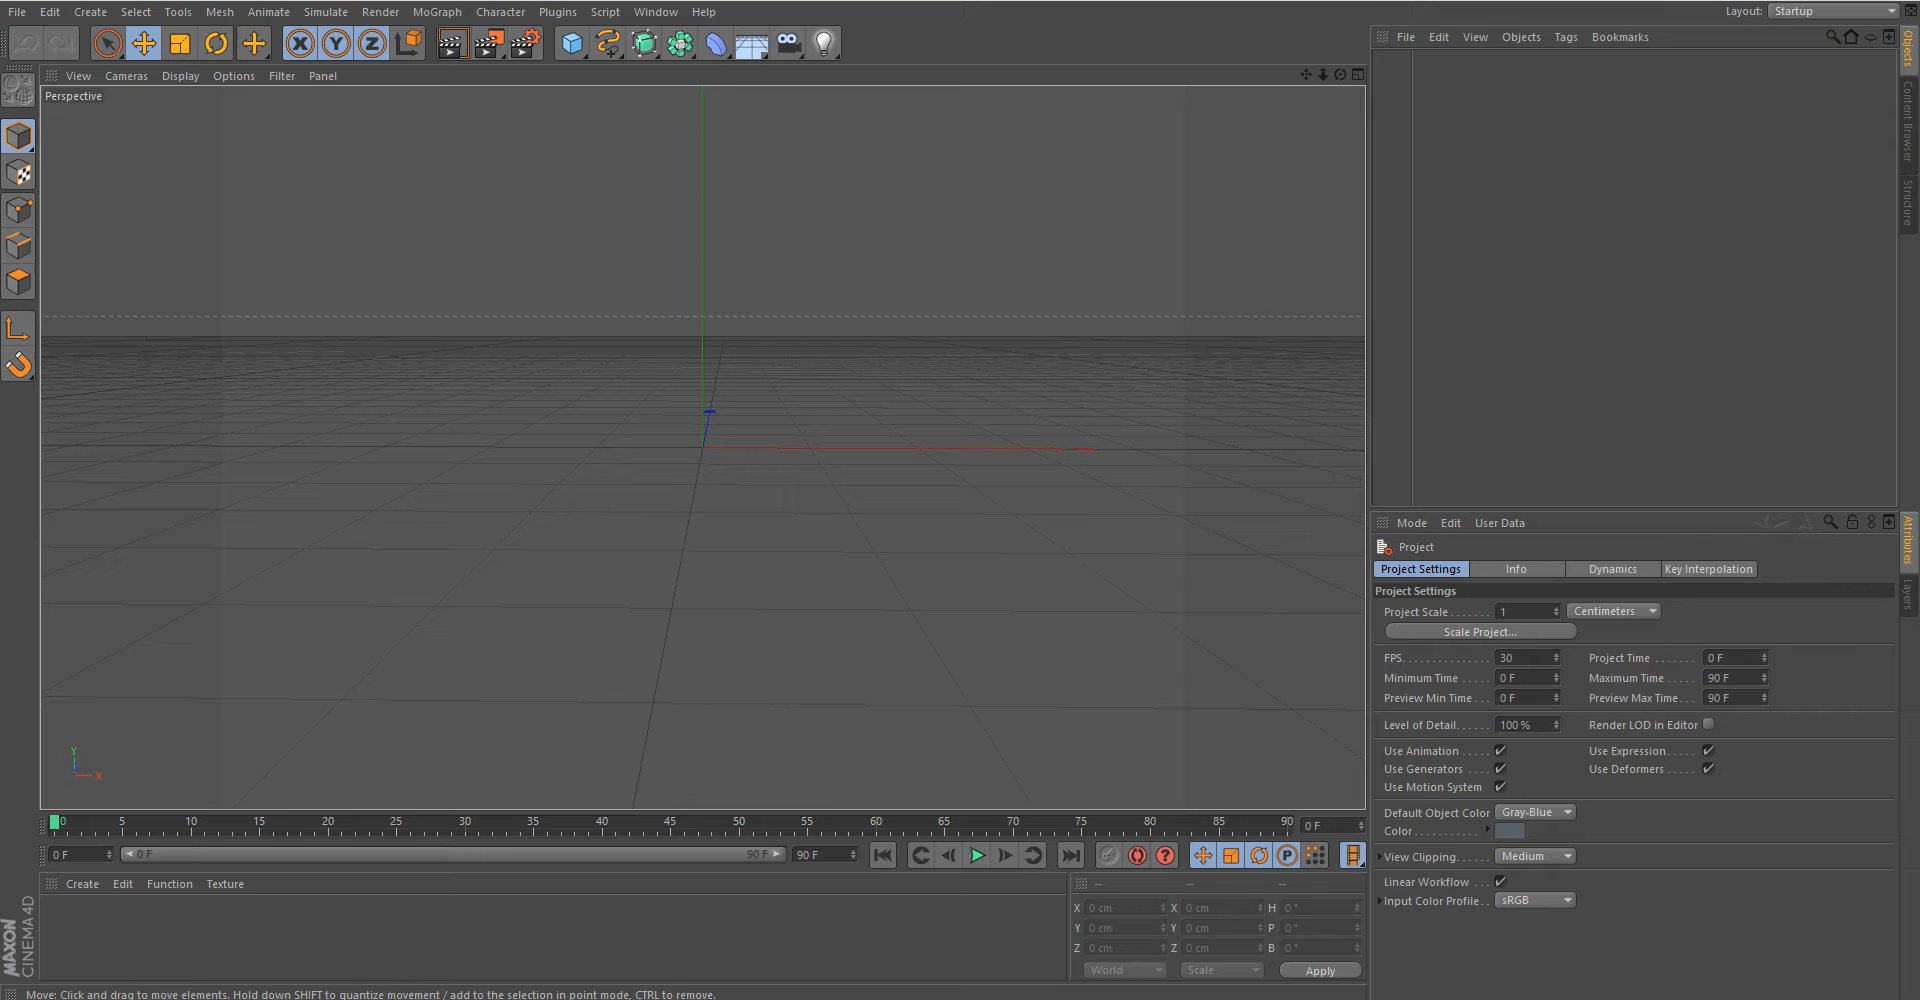 File Edit Create Select Tools Mesh Animate Simulate Render MoGraph Character Plugins Script Window Help
Layout: Startup
X Y Z
File Edit View Objects Tags Bookmarks
Objects
Content Browser
Structure
View Cameras Display Options Filter Panel
Perspective
Y
X
Mode Edit User Data
Attributes
Layers
Project
Project Settings Info Dynamics Key Interpolation
Project Settings
Project Scale . . . . . . . 1 Centimeters
Scale Project...
FPS. . . . . . . . . . . . . . . 30 Project Time . . . . . . . 0 F
Minimum Time . . . . . 0 F Maximum Time . . . . . 90 F
Preview Min Time . . . 0 F Preview Max Time. . . 90 F
Level of Detail. . . . . . 100 % Render LOD in Editor
Use Animation . . . . . Use Expression. . . . .
Use Generators . . . . Use Deformers . . . . .
Use Motion System
Default Object Color Gray-Blue
Color . . . . . . . . . . .
View Clipping. . . . . . Medium
Linear Workflow . . .
Input Color Profile. . sRGB
0 5 10 15 20 25 30 35 40 45 50 55 60 65 70 75 80 85 90 0 F
0 F 0 F 90 F 90 F
P
Create Edit Function Texture
-- -- --
X 0 cm X 0 cm H 0 °
Y 0 cm Y 0 cm P 0 °
Z 0 cm Z 0 cm B 0 °
World Scale Apply
MAXON
CINEMA 4D
Move: Click and drag to move elements. Hold down SHIFT to quantize movement / add to the selection in point mode, CTRL to remove.